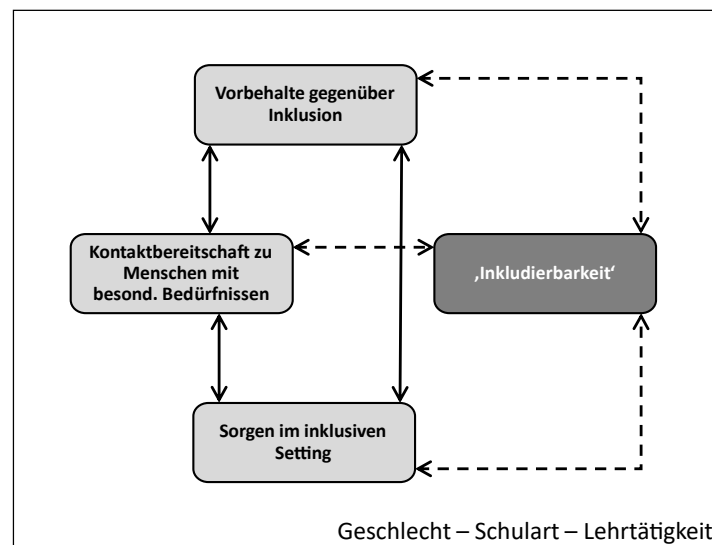 Vorbehalte gegenüber
Inklusion
Kontaktbereitschaft zu
Menschen mit
besond. Bedürfnissen
‚Inkludierbarkeit‘
Sorgen im inklusiven
Setting
Geschlecht – Schulart – Lehrtätigkeit